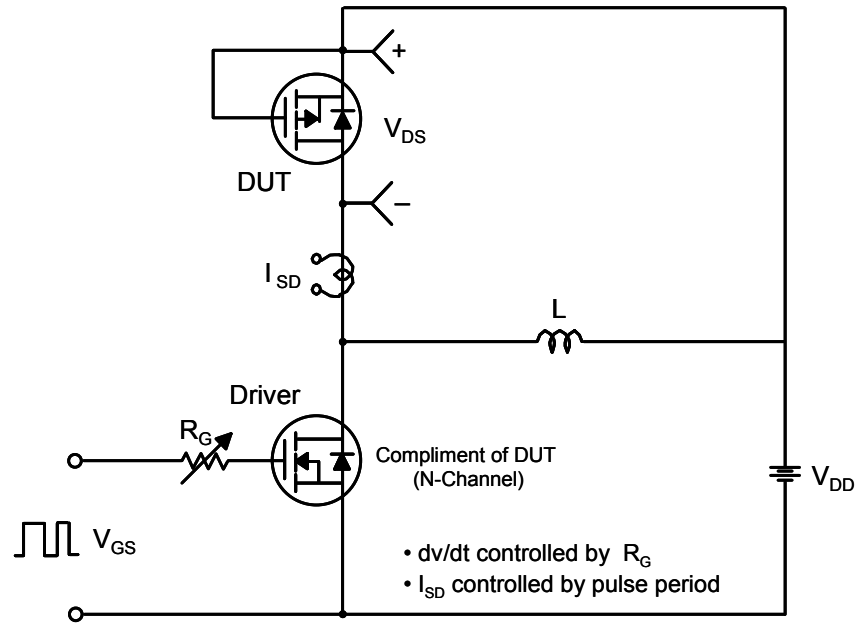 +
V_DS
DUT
−
I_SD
L
Driver
R_G
Compliment of DUT
(N-Channel)
V_DD
V_GS
• dv/dt controlled by R_G
• I_SD controlled by pulse period